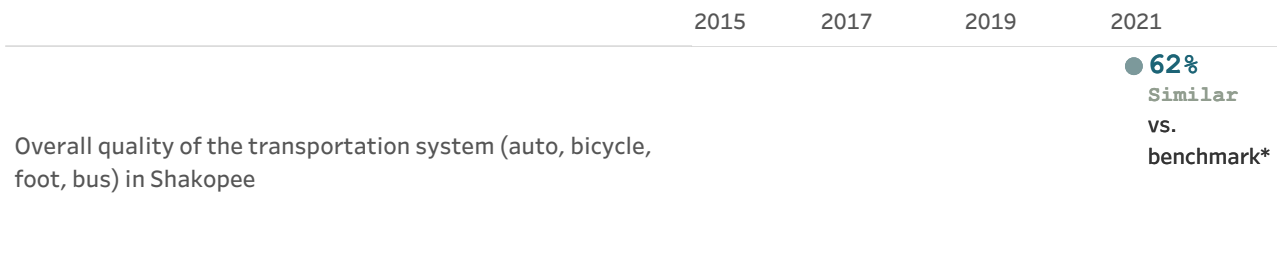 2015 2017 2019 2021
62%
Similar
vs.
benchmark*
Overall quality of the transportation system (auto, bicycle,
foot, bus) in Shakopee